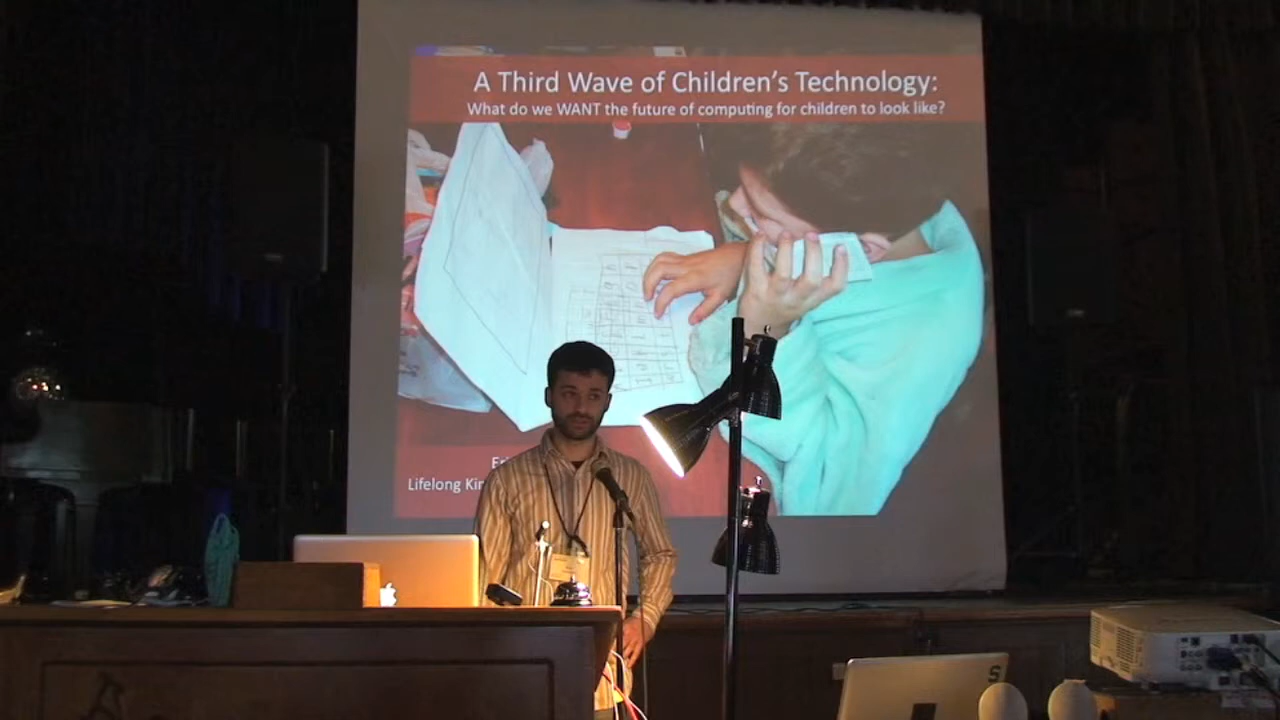 A Third Wave of Children's Technology:
What do we WANT the future of computing for children to look like?
Lifelong
S